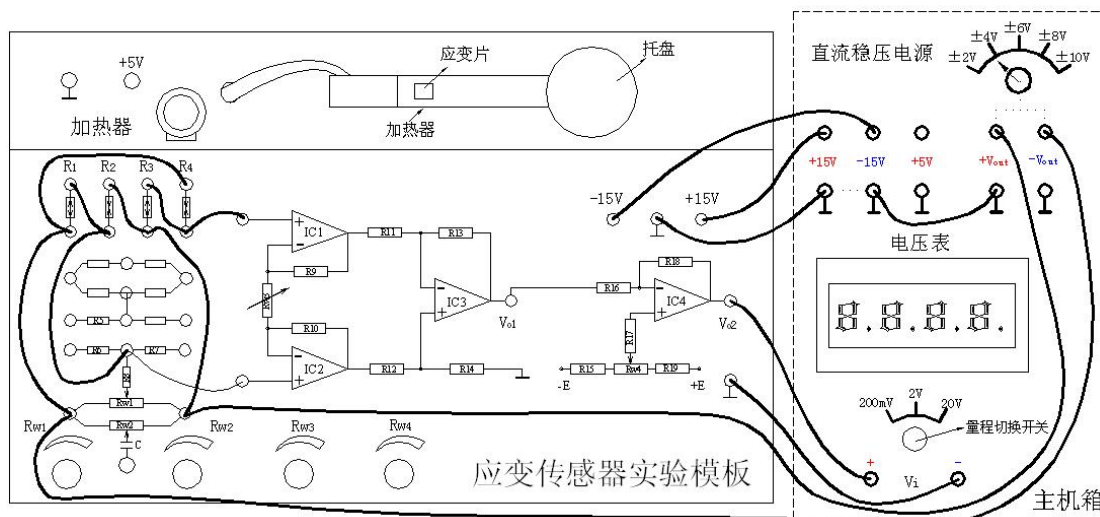 +5V
加热器
应变片
托盘
加热器
直流稳压电源
±2V
±4V
±6V
±8V
±10V
+15V
-15V
+5V
+Vout
-Vout
R1
R2
R3
R4
-15V
+15V
IC1
R11
R13
R9
R10
IC2
R12
R14
IC3
Vo1
R16
R18
IC4
Vo2
R17
R15
Rw4
R19
-E
+E
R5
R6
R7
Rw1
Rw2
C
Rw1
Rw2
Rw3
Rw4
应变传感器实验模板
电压表
8.8.8.8.
200mV
2V
20V
量程切换开关
+
Vi
-
主机箱